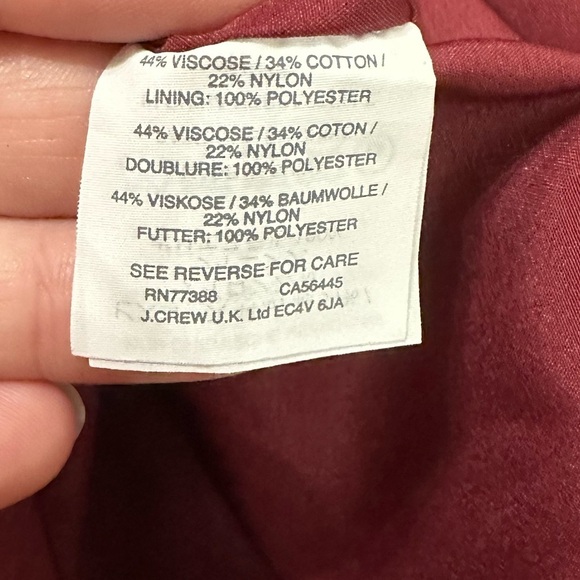 44% VISCOSE / 34% COTTON /
22% NYLON
LINING: 100% POLYESTER
44% VISCOSE / 34% COTON /
22% NYLON
DOUBLURE: 100% POLYESTER
44% VISKOSE / 34% BAUMWOLLE /
22% NYLON
FUTTER: 100% POLYESTER
SEE REVERSE FOR CARE
RN77388 CA56445
J.CREW U.K. Ltd EC4V 6JA